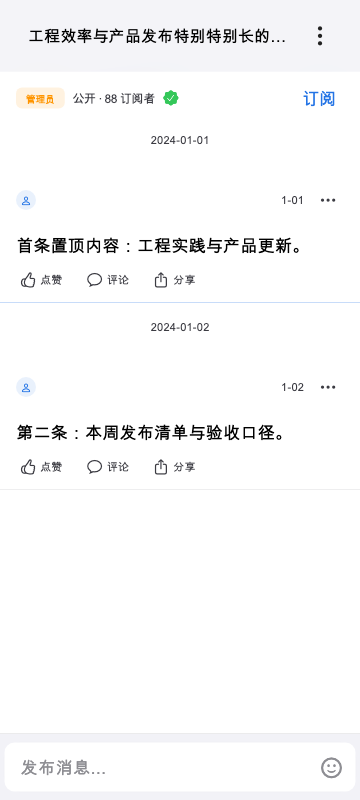 工程效率与产品发布特别特别长的...
管理员 公开 · 88 订阅者 订阅
2024-01-01
1-01
首条置顶内容：工程实践与产品更新。
点赞 评论 分享
2024-01-02
1-02
第二条：本周发布清单与验收口径。
点赞 评论 分享
发布消息...